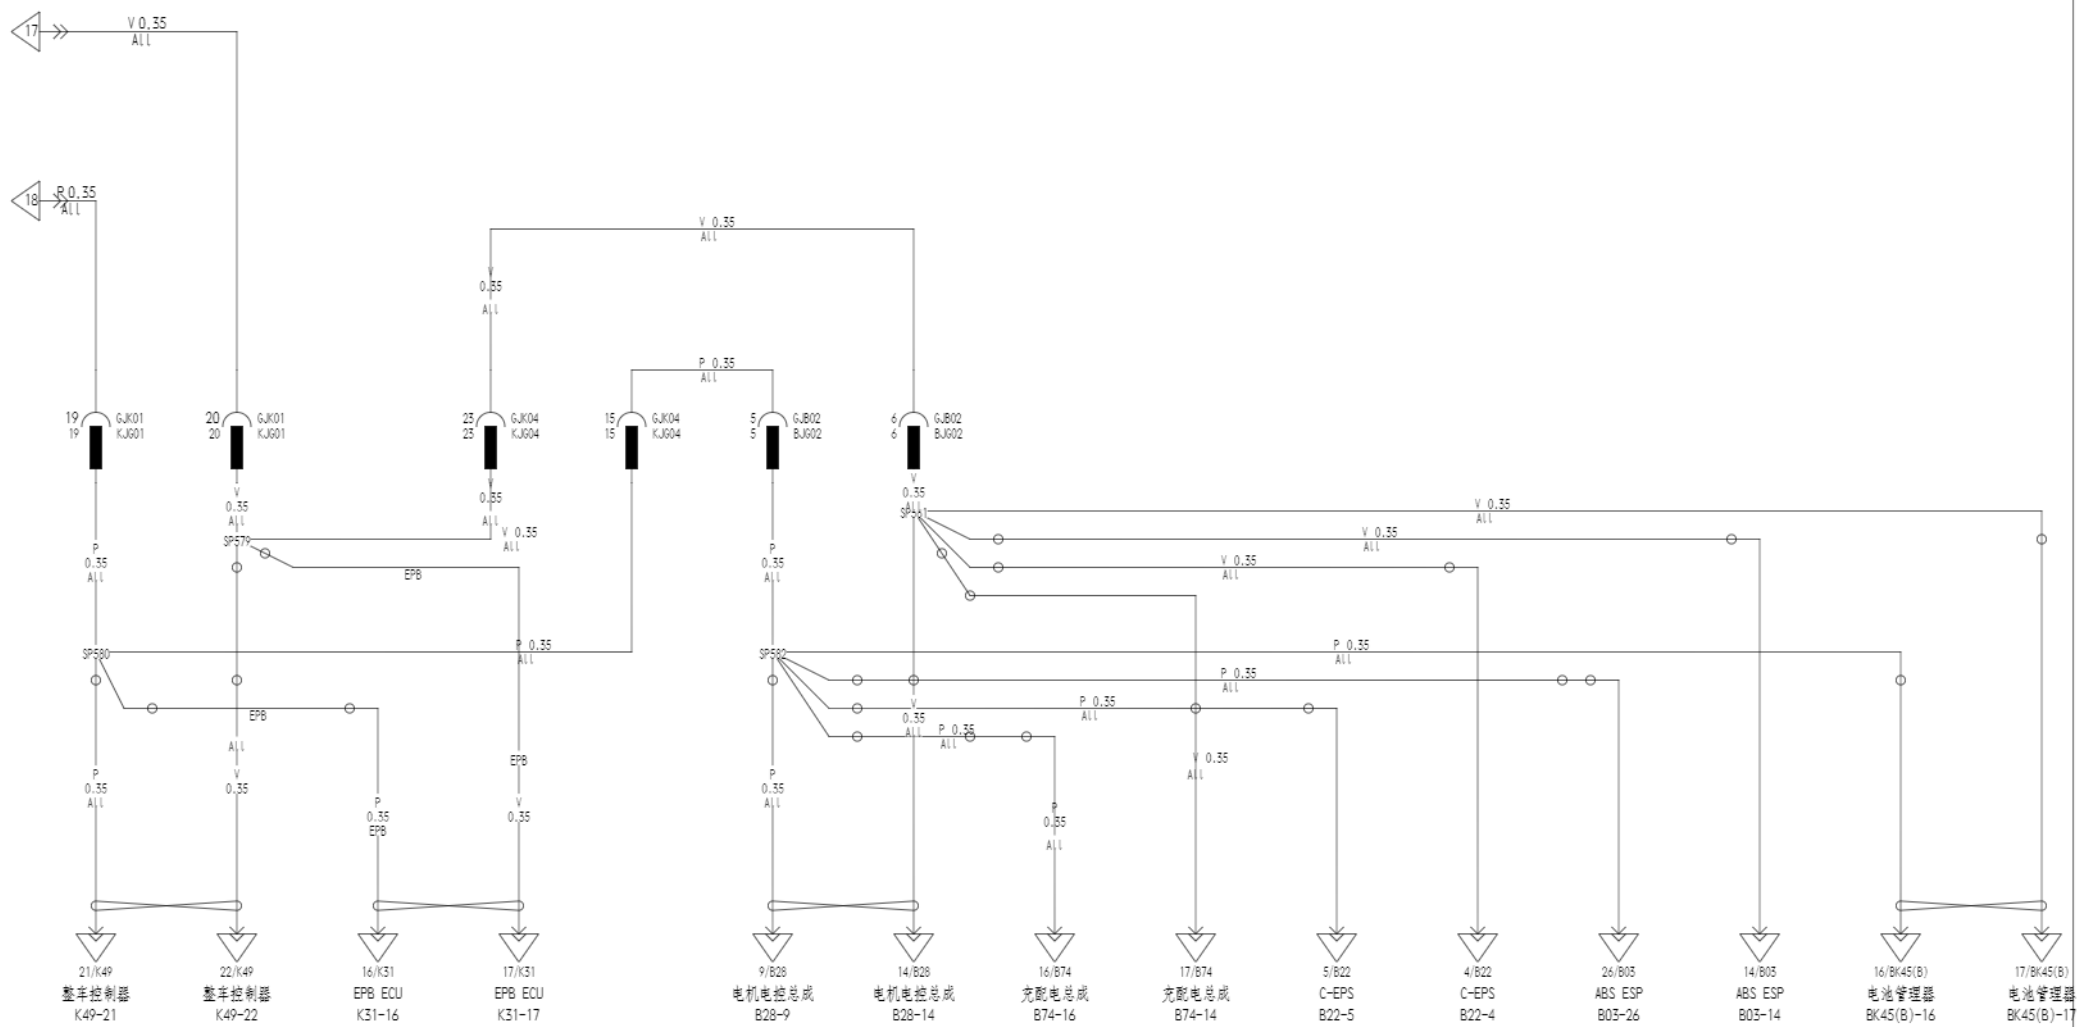 17
V 0.35
All
18
P 0.35
All
V 0.35
All
V
0.35
All
P 0.35
All
19 GJK01
19 KJG01
20 GJK01
20 KJG01
23 GJK04
23 KJG04
15 GJK04
15 KJG04
5 GJB02
5 BJG02
6 GJB02
6 BJG02
V
0.35
All
V
0.35
All
V
0.35
All
SP579
V 0.35
All
V 0.35
All
V 0.35
All
V 0.35
All
P
0.35
All
P
0.35
All
EPB
SP580
P 0.35
All
P 0.35
All
P 0.35
All
P 0.35
All
P 0.35
All
EPB
V
0.35
All
All
V
0.35
EPB
V
0.35
V 0.35
All
P
0.35
All
P
0.35
EPB
P
0.35
All
P
0.35
All
21/K49
整车控制器
K49-21
22/K49
整车控制器
K49-22
16/K31
EPB ECU
K31-16
17/K31
EPB ECU
K31-17
9/B28
电机电控总成
B28-9
14/B28
电机电控总成
B28-14
16/B74
充配电总成
B74-16
17/B74
充配电总成
B74-14
5/B22
C-EPS
B22-5
4/B22
C-EPS
B22-4
26/B03
ABS ESP
B03-26
14/B03
ABS ESP
B03-14
16/BK45(B)
电池管理器
BK45(B)-16
17/BK45(B)
电池管理器
BK45(B)-17